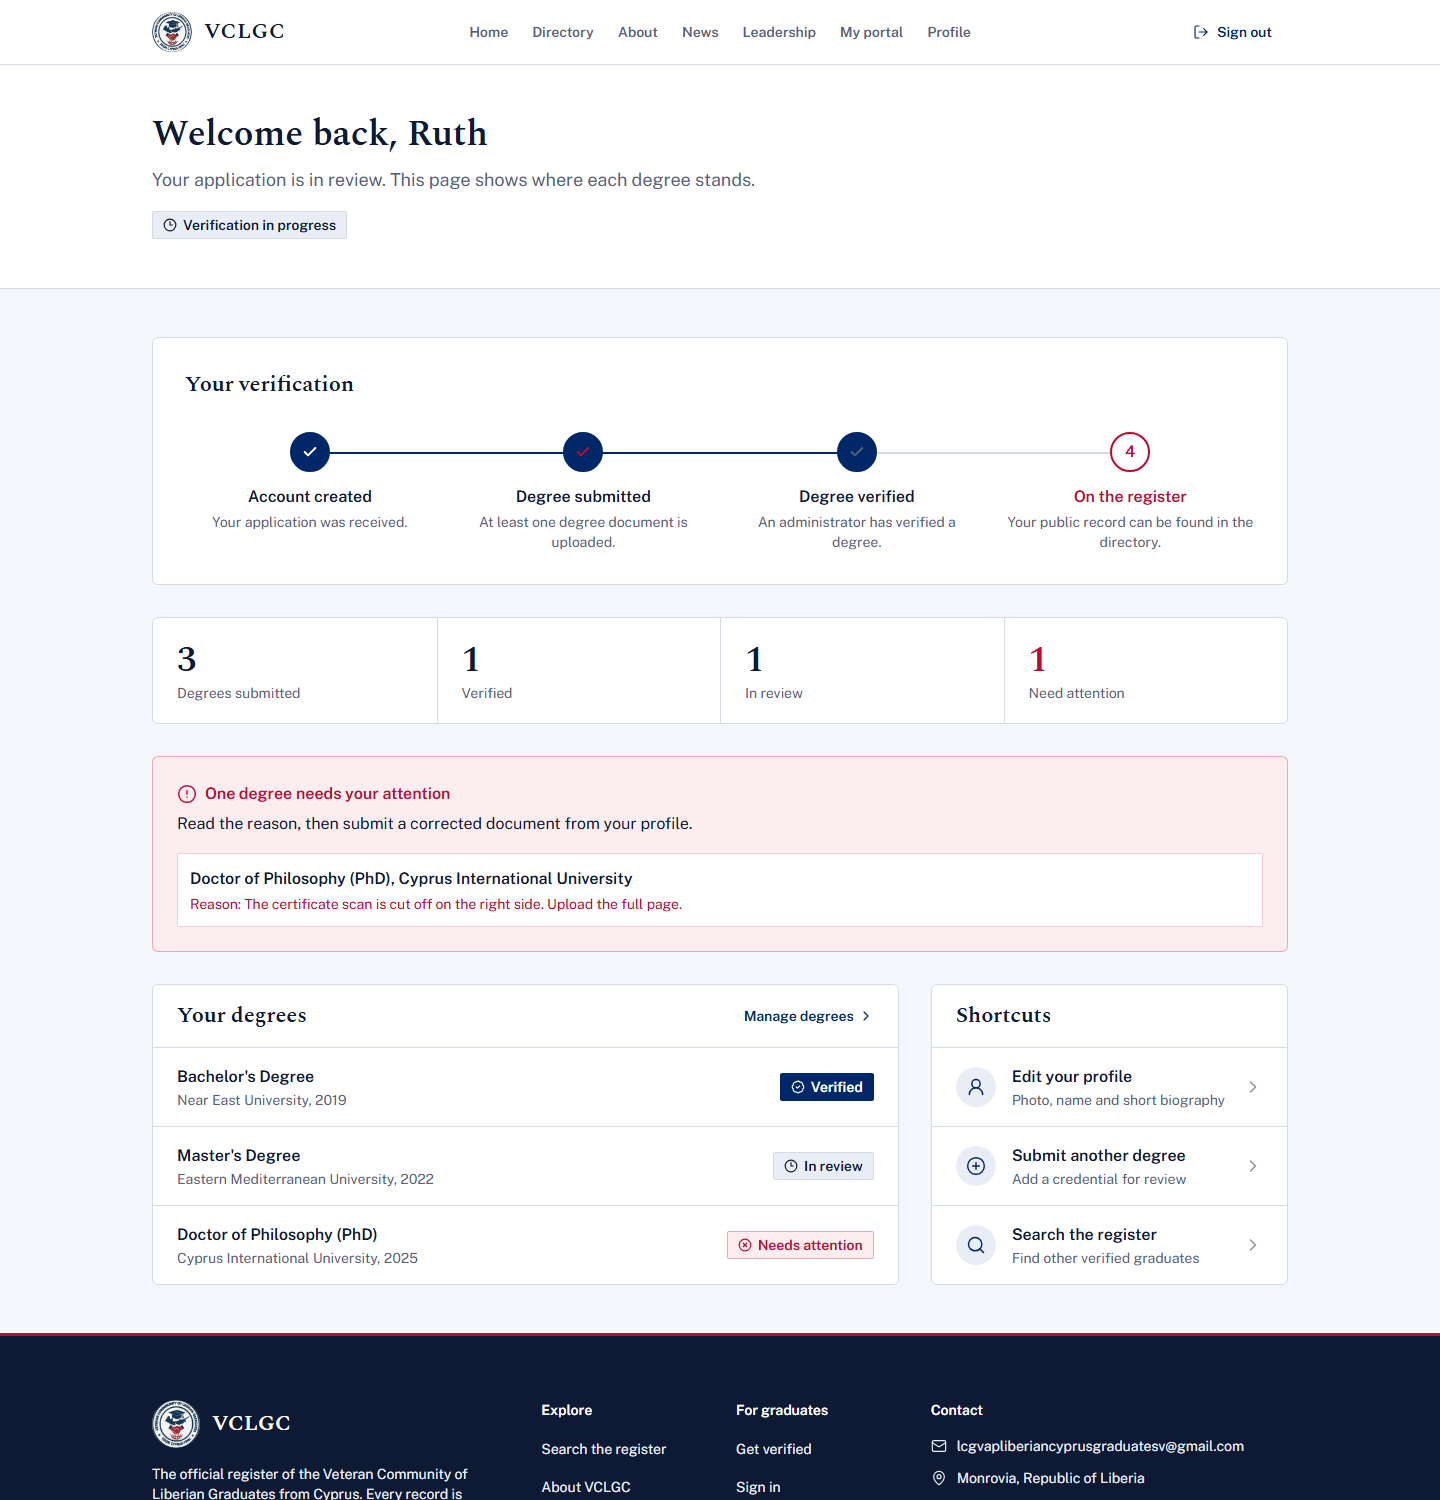 VCLGC
Home
Directory
About
News
Leadership
My portal
Profile
Sign out
Welcome back, Ruth
Your application is in review. This page shows where each degree stands.
Verification in progress
Your verification
Account created
Your application was received.
Degree submitted
At least one degree document is
uploaded.
Degree verified
An administrator has verified a
degree.
4
On the register
Your public record can be found in the
directory.
3
Degrees submitted
1
Verified
1
In review
1
Need attention
One degree needs your attention
Read the reason, then submit a corrected document from your profile.
Doctor of Philosophy (PhD), Cyprus International University
Reason: The certificate scan is cut off on the right side. Upload the full page.
Your degrees
Manage degrees
Bachelor's Degree
Near East University, 2019
Verified
Master's Degree
Eastern Mediterranean University, 2022
In review
Doctor of Philosophy (PhD)
Cyprus International University, 2025
Needs attention
Shortcuts
Edit your profile
Photo, name and short biography
Submit another degree
Add a credential for review
Search the register
Find other verified graduates
VCLGC
The official register of the Veteran Community of
Liberian Graduates from Cyprus. Every record is
Explore
Search the register
About VCLGC
For graduates
Get verified
Sign in
Contact
lcgvapliberiancyprusgraduatesv@gmail.com
Monrovia, Republic of Liberia